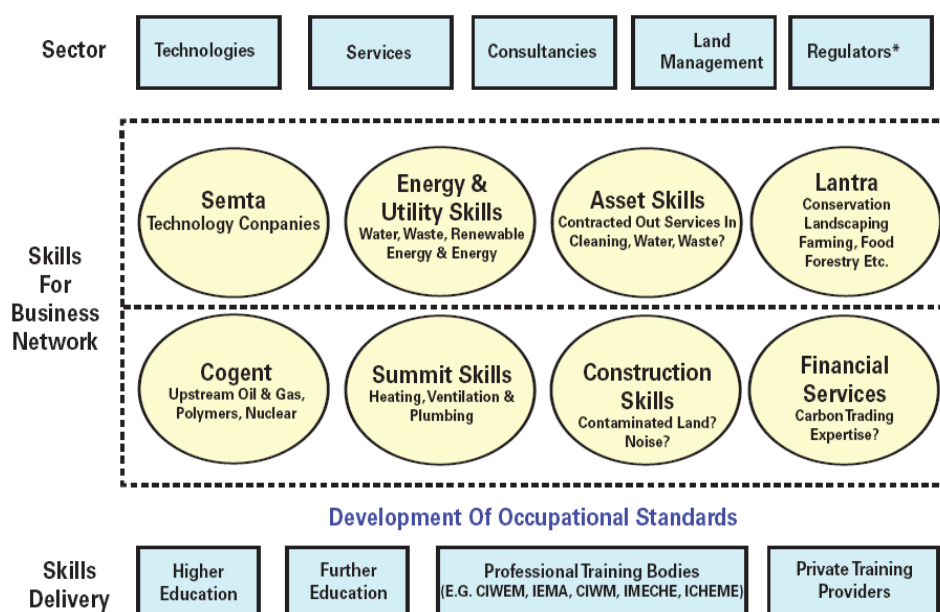 Sector
Technologies
Services
Consultancies
Land
Management
Regulators*
Skills
For
Business
Network
Semta
Technology Conpanies
Energy &
Utility Skills
Water, Waste, Renewable
Energy & Energy
Asset Skills
Contracted Out Services In
Cleaning, Water, Waste?
Lantra
Conservation
Landscaping
Farming, Food
Forestry Etc.
Cogent
Upstream Oil & Gas,
Polymers, Nuclear
Summit Skills
Heating, Ventilation &
Plumbing
Construction
Skills
Contaminated Land?
Noise?
Financial
Services
Carbon Trading
Expertise?
Development Of Occupational Standards
Skills
Delivery
Higher
Education
Further
Education
Professional Training Bodies
(E.G. CIWEM, IEMA, CIWM, IMECHE, ICHEME)
Private Training
Providers